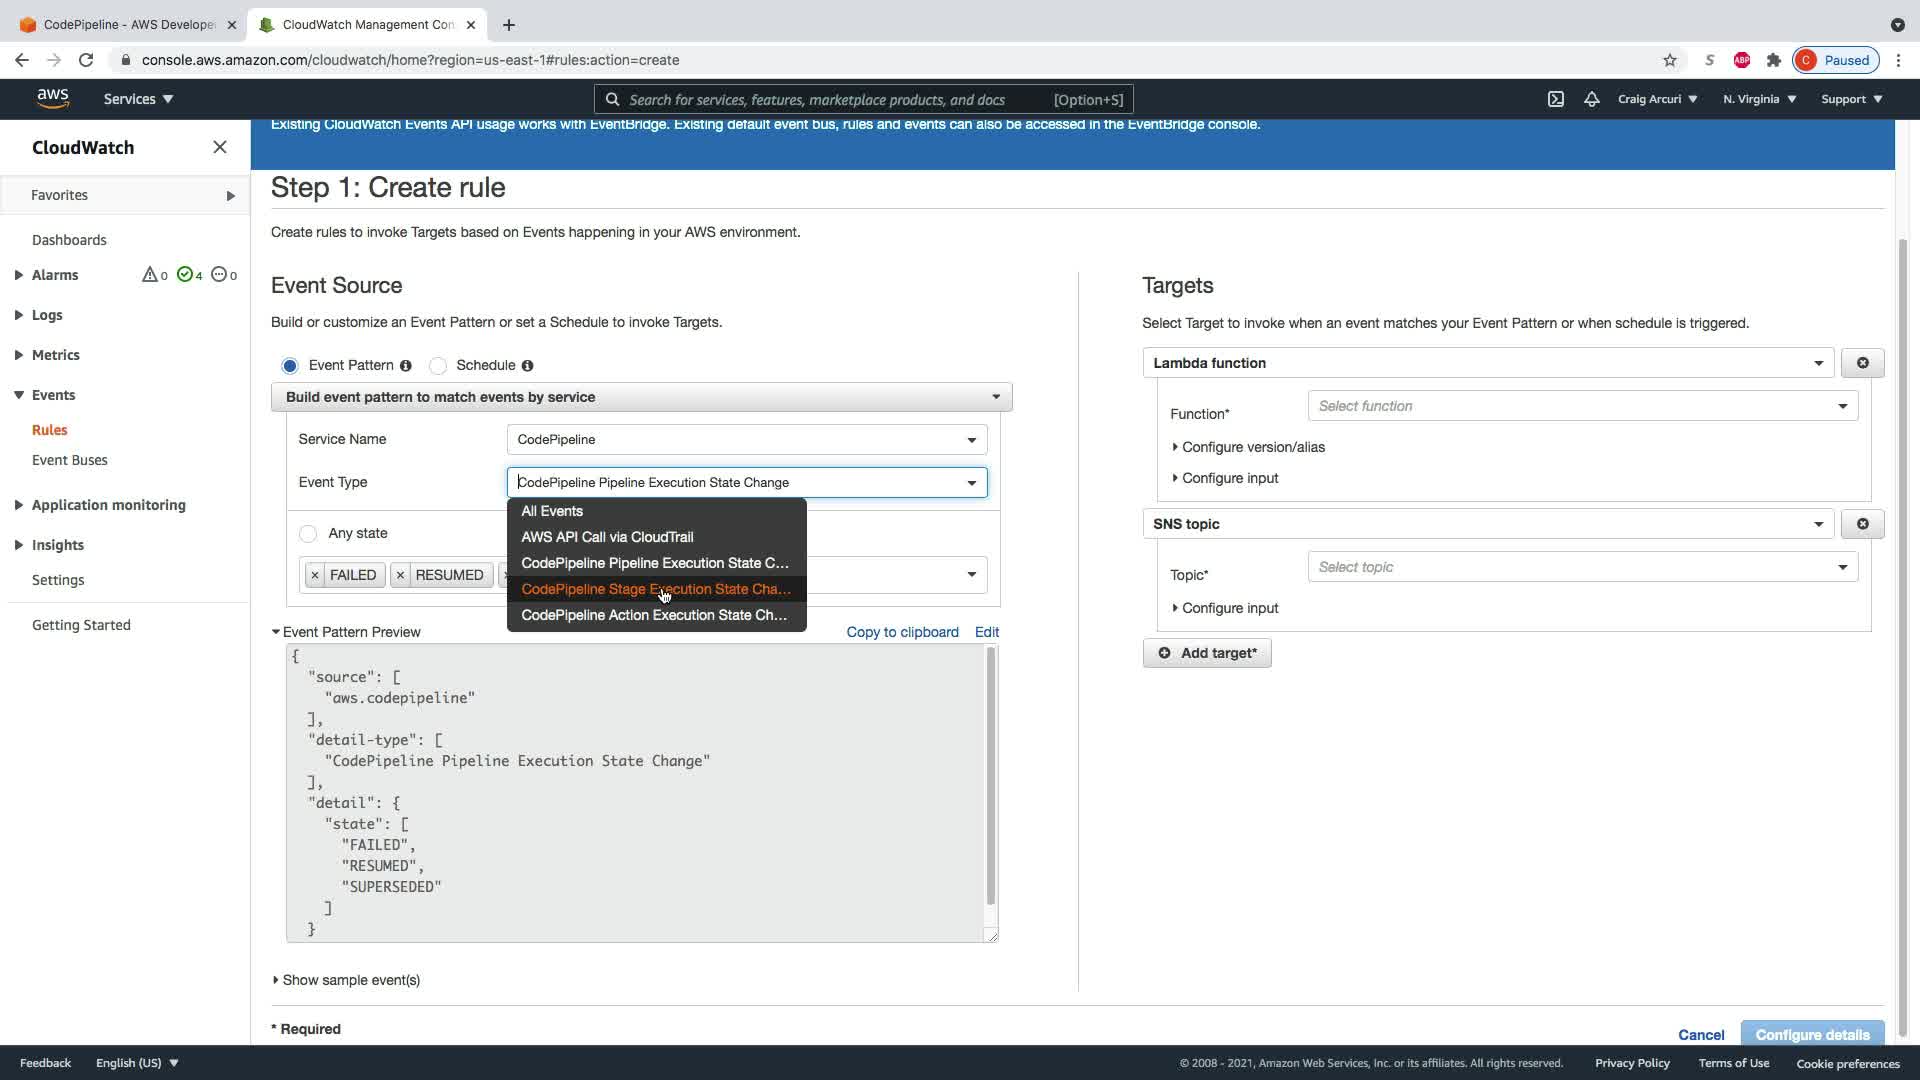 CodePipeline - AWS Develope
CloudWatch Management Con
console.aws.amazon.com/cloudwatch/home?region=us-east-1#rules:action=create
S
ABP
C
Paused
aws
Services
Search for services, features, marketplace products, and docs
[Option+S]
Craig Arcuri
N. Virginia
Support
CloudWatch
Favorites
Dashboards
Alarms
0
4
0
Logs
Metrics
Events
Rules
Event Buses
Application monitoring
Insights
Settings
Getting Started
Existing CloudWatch Events API usage works with EventBridge. Existing default event bus, rules and events can also be accessed in the EventBridge console.
Step 1: Create rule
Create rules to invoke Targets based on Events happening in your AWS environment.
Event Source
Build or customize an Event Pattern or set a Schedule to invoke Targets.
Event Pattern
Schedule
Build event pattern to match events by service
Service Name
CodePipeline
Event Type
CodePipeline Pipeline Execution State Change
All Events
AWS API Call via CloudTrail
CodePipeline Pipeline Execution State C...
CodePipeline Stage Execution State Cha...
CodePipeline Action Execution State Ch...
Any state
× FAILED
× RESUMED
Event Pattern Preview
Copy to clipboard
Edit
{
"source": [
"aws.codepipeline"
],
"detail-type": [
"CodePipeline Pipeline Execution State Change"
],
"detail": {
"state": [
"FAILED",
"RESUMED",
"SUPERSEDED"
]
}
Show sample event(s)
* Required
Targets
Select Target to invoke when an event matches your Event Pattern or when schedule is triggered.
Lambda function
Function*
Select function
Configure version/alias
Configure input
SNS topic
Topic*
Select topic
Configure input
Add target*
Cancel
Configure details
Feedback
English (US)
© 2008 - 2021, Amazon Web Services, Inc. or its affiliates. All rights reserved.
Privacy Policy
Terms of Use
Cookie preferences